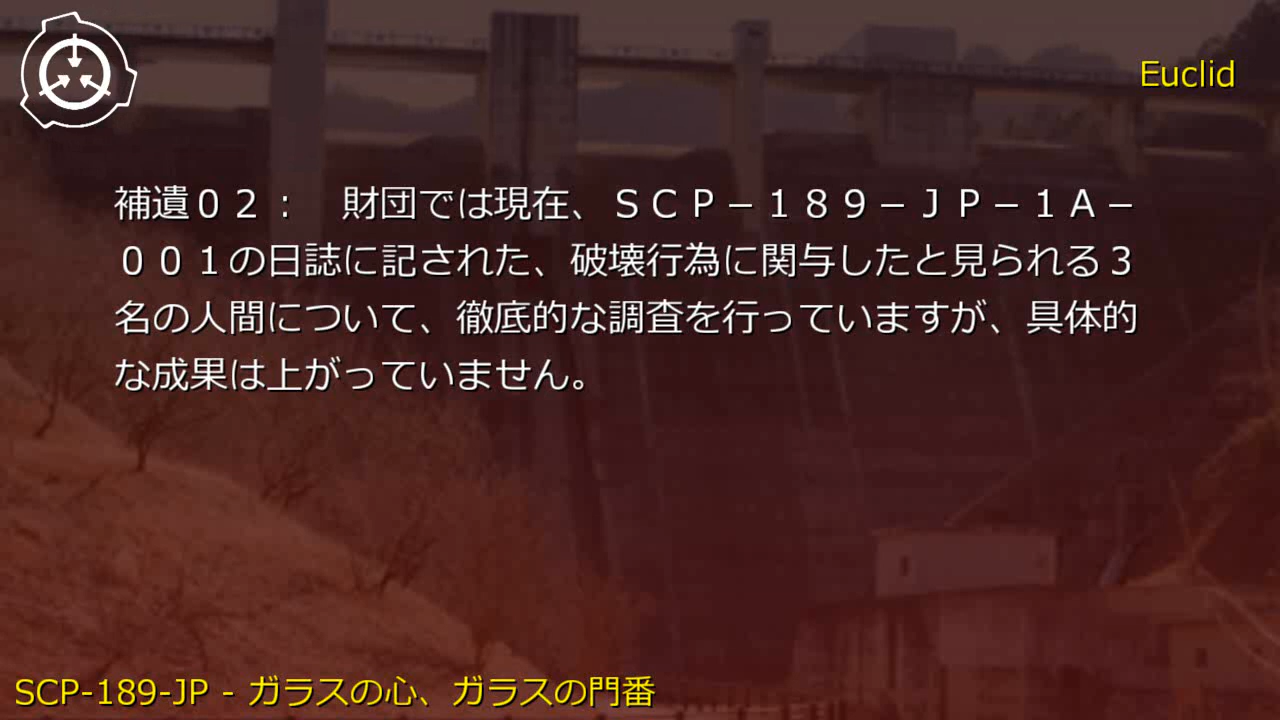 Euclid
補遺０２：　財団では現在、ＳＣＰ－１８９－ＪＰ－１Ａ－
００１の日誌に記された、破壊行為に関与したと見られる３
名の人間について、徹底的な調査を行っていますが、具体的
な成果は上がっていません。
SCP-189-JP - ガラスの心、ガラスの門番